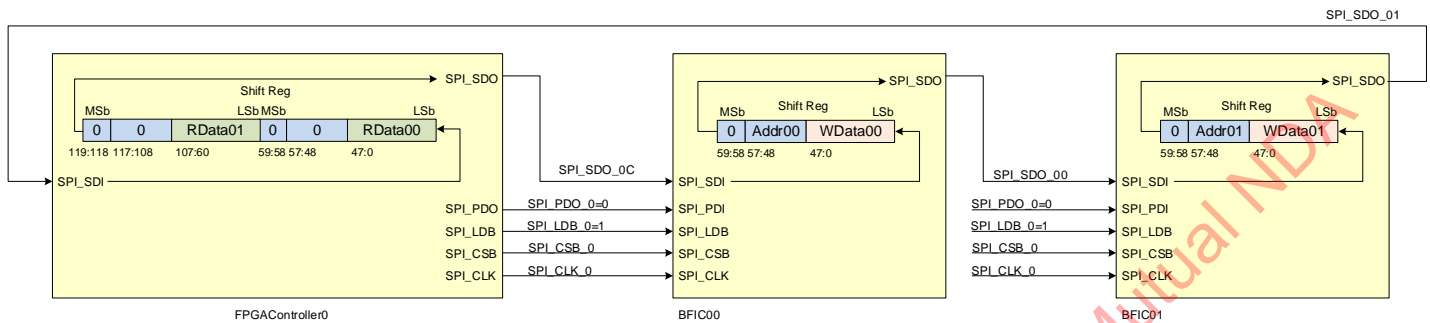 SPI_SDO_01
SPI_SDO
Shift Reg
MSb LSb MSb LSb
0 0 RData01 0 0 RData00
119:118 117:108 107:60 59:58 57:48 47:0
SPI_SDI
SPI_PDO
SPI_LDB
SPI_CSB
SPI_CLK
FPGAController0
SPI_SDO_0C
SPI_PDO_0=0
SPI_LDB_0=1
SPI_CSB_0
SPI_CLK_0
SPI_SDO
Shift Reg
MSb LSb
0 Addr00 WData00
59:58 57:48 47:0
SPI_SDI
SPI_PDI
SPI_LDB
SPI_CSB
SPI_CLK
BFIC00
SPI_SDO_00
SPI_PDO_0=0
SPI_LDB_0=1
SPI_CSB_0
SPI_CLK_0
SPI_SDO
Shift Reg
MSb LSb
0 Addr01 WData01
59:58 57:48 47:0
SPI_SDI
SPI_PDI
SPI_LDB
SPI_CSB
SPI_CLK
BFIC01
Mutual NDA